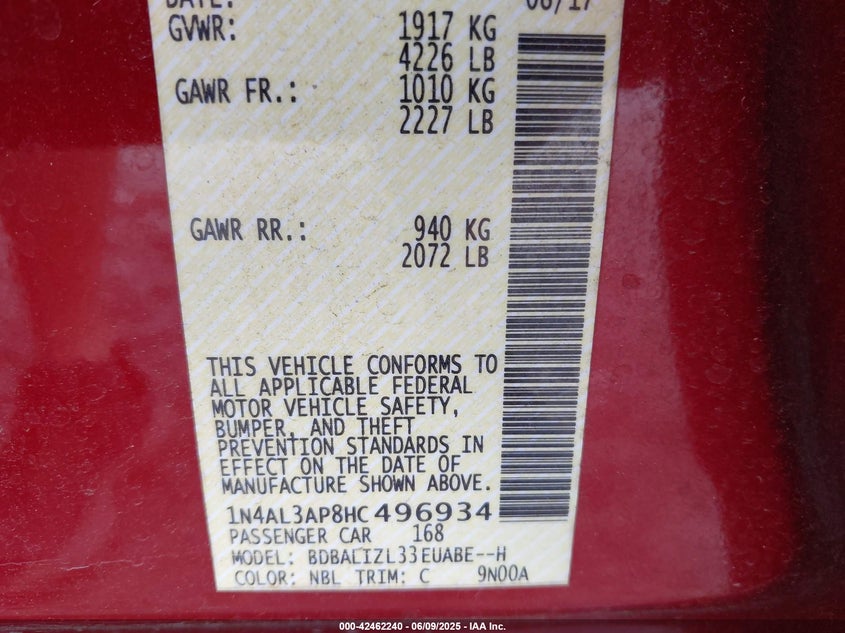 DATE: 06/17
GVWR: 1917 KG
4226 LB
GAWR FR.: 1010 KG
2227 LB
GAWR RR.: 940 KG
2072 LB
THIS VEHICLE CONFORMS TO
ALL APPLICABLE FEDERAL
MOTOR VEHICLE SAFETY,
BUMPER, AND THEFT
PREVENTION STANDARDS IN
EFFECT ON THE DATE OF
MANUFACTURE SHOWN ABOVE.
1N4AL3AP8HC496934
PASSENGER CAR 168
MODEL: BDBALIZL33EUABE--H
COLOR: NBL TRIM: C 9N00A
000-42462240 - 06/09/2025 - IAA Inc.